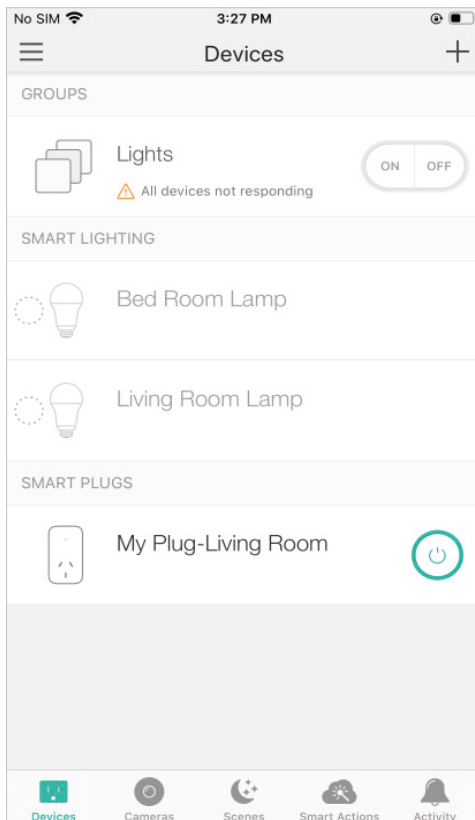 No SIM 3:27 PM
Devices
GROUPS
Lights
ON OFF
All devices not responding
SMART LIGHTING
Bed Room Lamp
Living Room Lamp
SMART PLUGS
My Plug-Living Room
Devices Cameras Scenes Smart Actions Activity